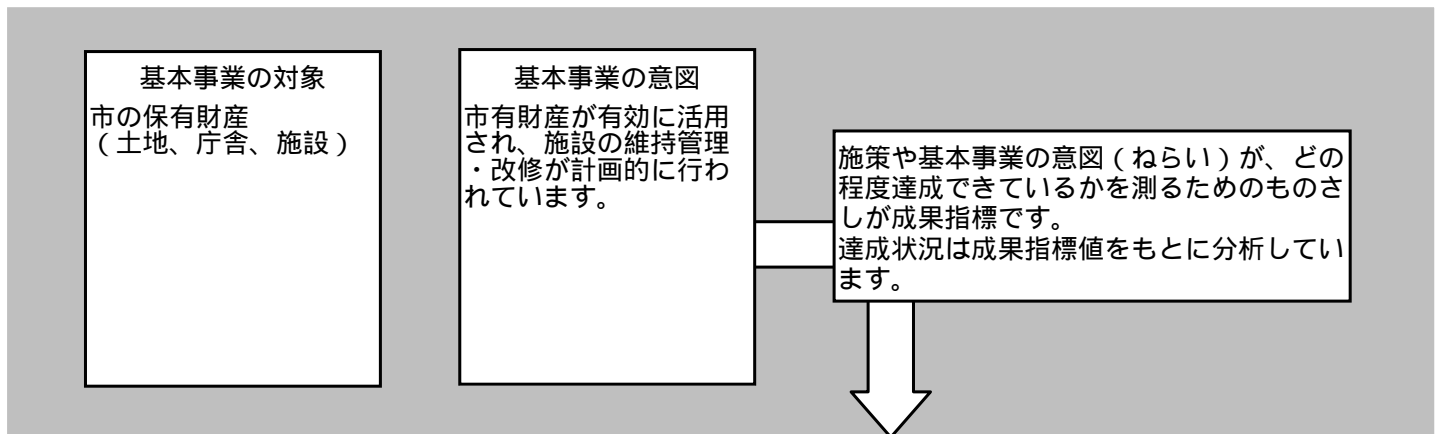 基本事業の対象
市の保有財産
(土地、庁舎、施設)
基本事業の意図
市有財産が有効に活用
され、施設の維持管理
・改修が計画的に行わ
れています。
施策や基本事業の意図(ねらい)が、どの
程度達成できているかを測るためのものさ
しが成果指標です。
達成状況は成果指標値をもとに分析してい
ます。